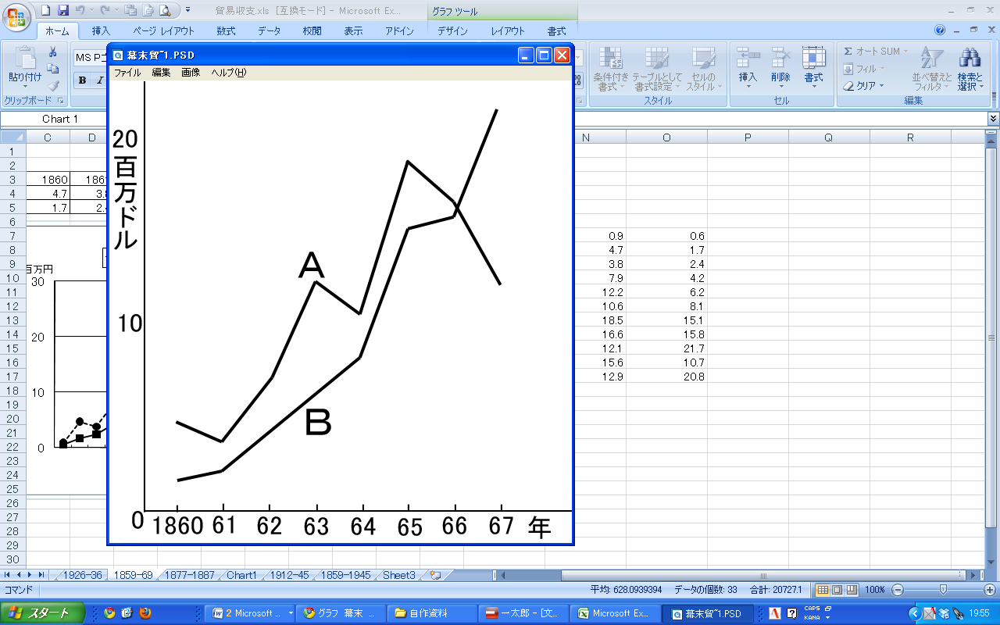 貿易収支.xls [互換モード] - Microsoft Ex...
グラフ ツール
ホーム 挿入 ページ レイアウト 数式 データ 校閲 表示 アドイン デザイン レイアウト 書式
貼り付け
クリップボード
MS P
B I
条件付き書式 テーブルとして書式設定 セルのスタイル
スタイル
挿入 削除 書式
セル
Σ オート SUM
フィル
クリア
並べ替えとフィルタ 検索と選択
編集
幕末貿~1.PSD
ファイル 編集 画像 ヘルプ(H)
20
百万ドル
10
0
A
B
1860 61 62 63 64 65 66 67 年
Chart 1
C D N O P Q R
1
2
3 1860
4 4.7
5 1.7
6
7 0.9 0.6
8 4.7 1.7
9 3.8 2.4
10 7.9 4.2
11 12.2 6.2
12 10.6 8.1
13 18.5 15.1
14 16.6 15.8
15 12.1 21.7
16 15.6 10.7
17 12.9 20.8
18
19
20
21
22
23
24
25
26
27
28
29
30
百万円
30
20
10
0
1926-36 1859-69 1877-1887 Chart1 1912-45 1859-1945 Sheet3
コマンド 平均: 628.0939394 データの個数: 33 合計: 20727.1 100%
スタート 2 Microsoft ... グラフ 幕末 ... 自作資料 一太郎 - [文... Microsoft Ex... 幕末貿~1.PSD A CAPS KANA 19:55